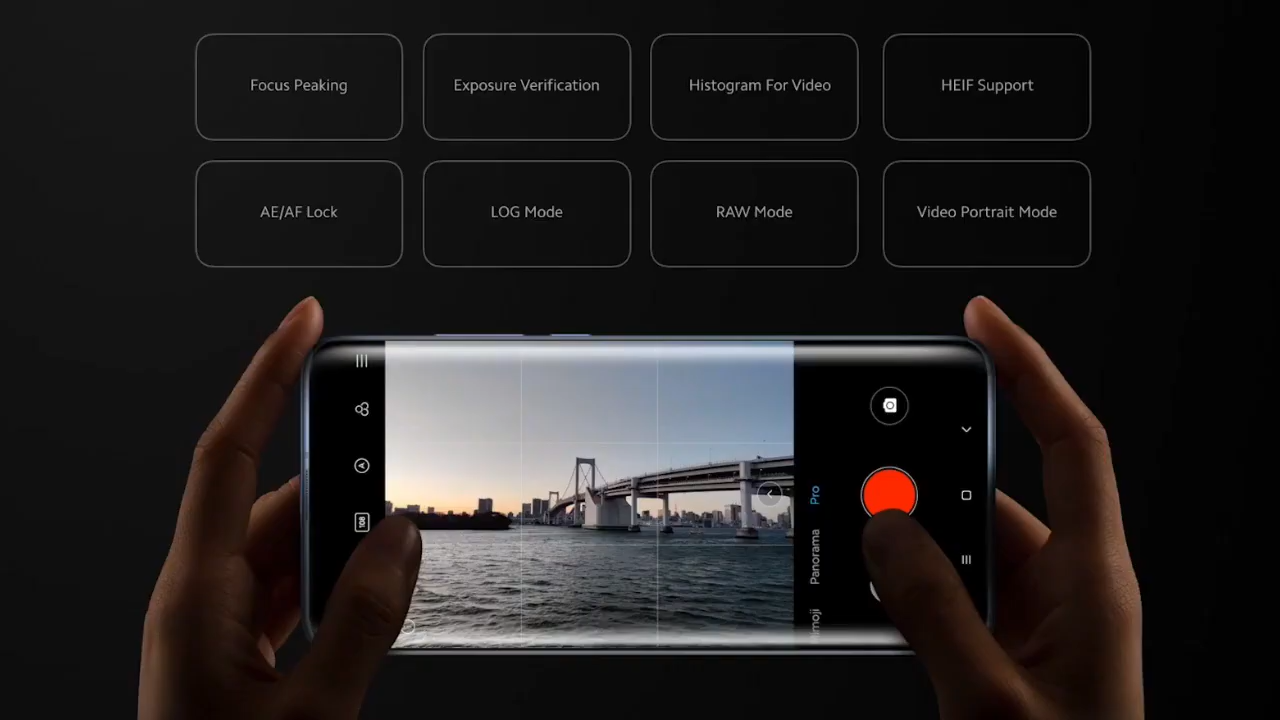 Focus Peaking
Exposure Verification
Histogram For Video
HEIF Support
AE/AF Lock
LOG Mode
RAW Mode
Video Portrait Mode
108
Pro
Panorama